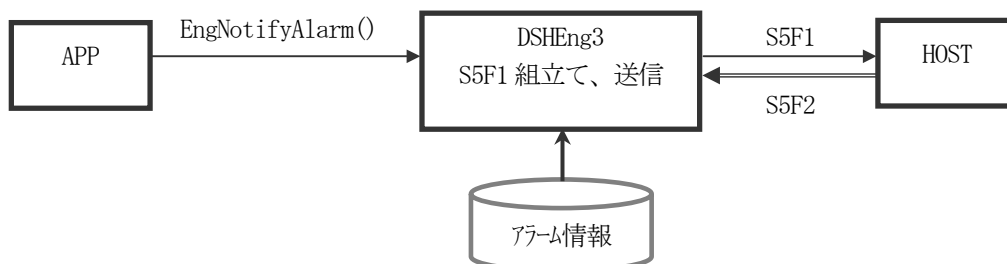 EngNotifyAlarm()
APP
DSHEng3
S5F1 組立て、送信
S5F1
HOST
S5F2
アラーム情報